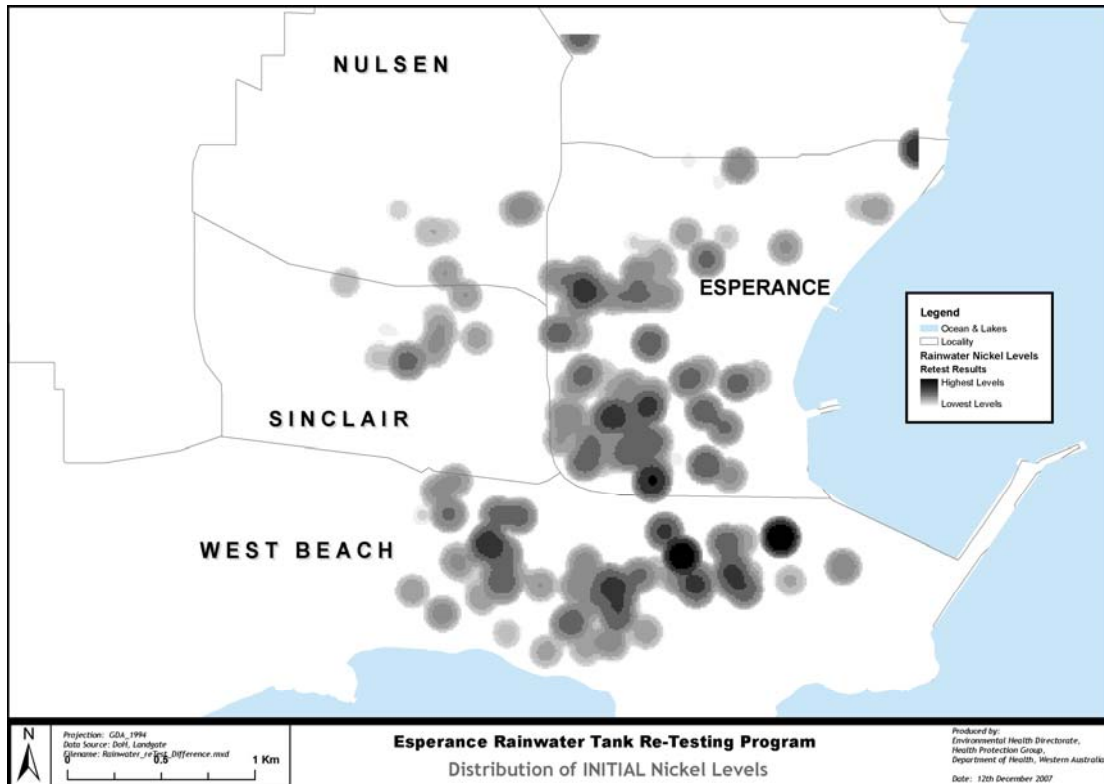 NULSEN
ESPERANCE
Legend
Ocean & Lakes
Locality
Rainwater Nickel Levels
Retest Results
Highest Levels
Lowest Levels
SINCLAIR
WEST BEACH
N
Projection: GDA_1994
Data Source: DoH, Landgate
Filename: Rainwater_reTest_Difference.mxd
0 0.5 1 Km
Esperance Rainwater Tank Re-Testing Program
Distribution of INITIAL Nickel Levels
Produced by:
Environmental Health Directorate,
Health Protection Group,
Department of Health, Western Australia
Date: 12th December 2007